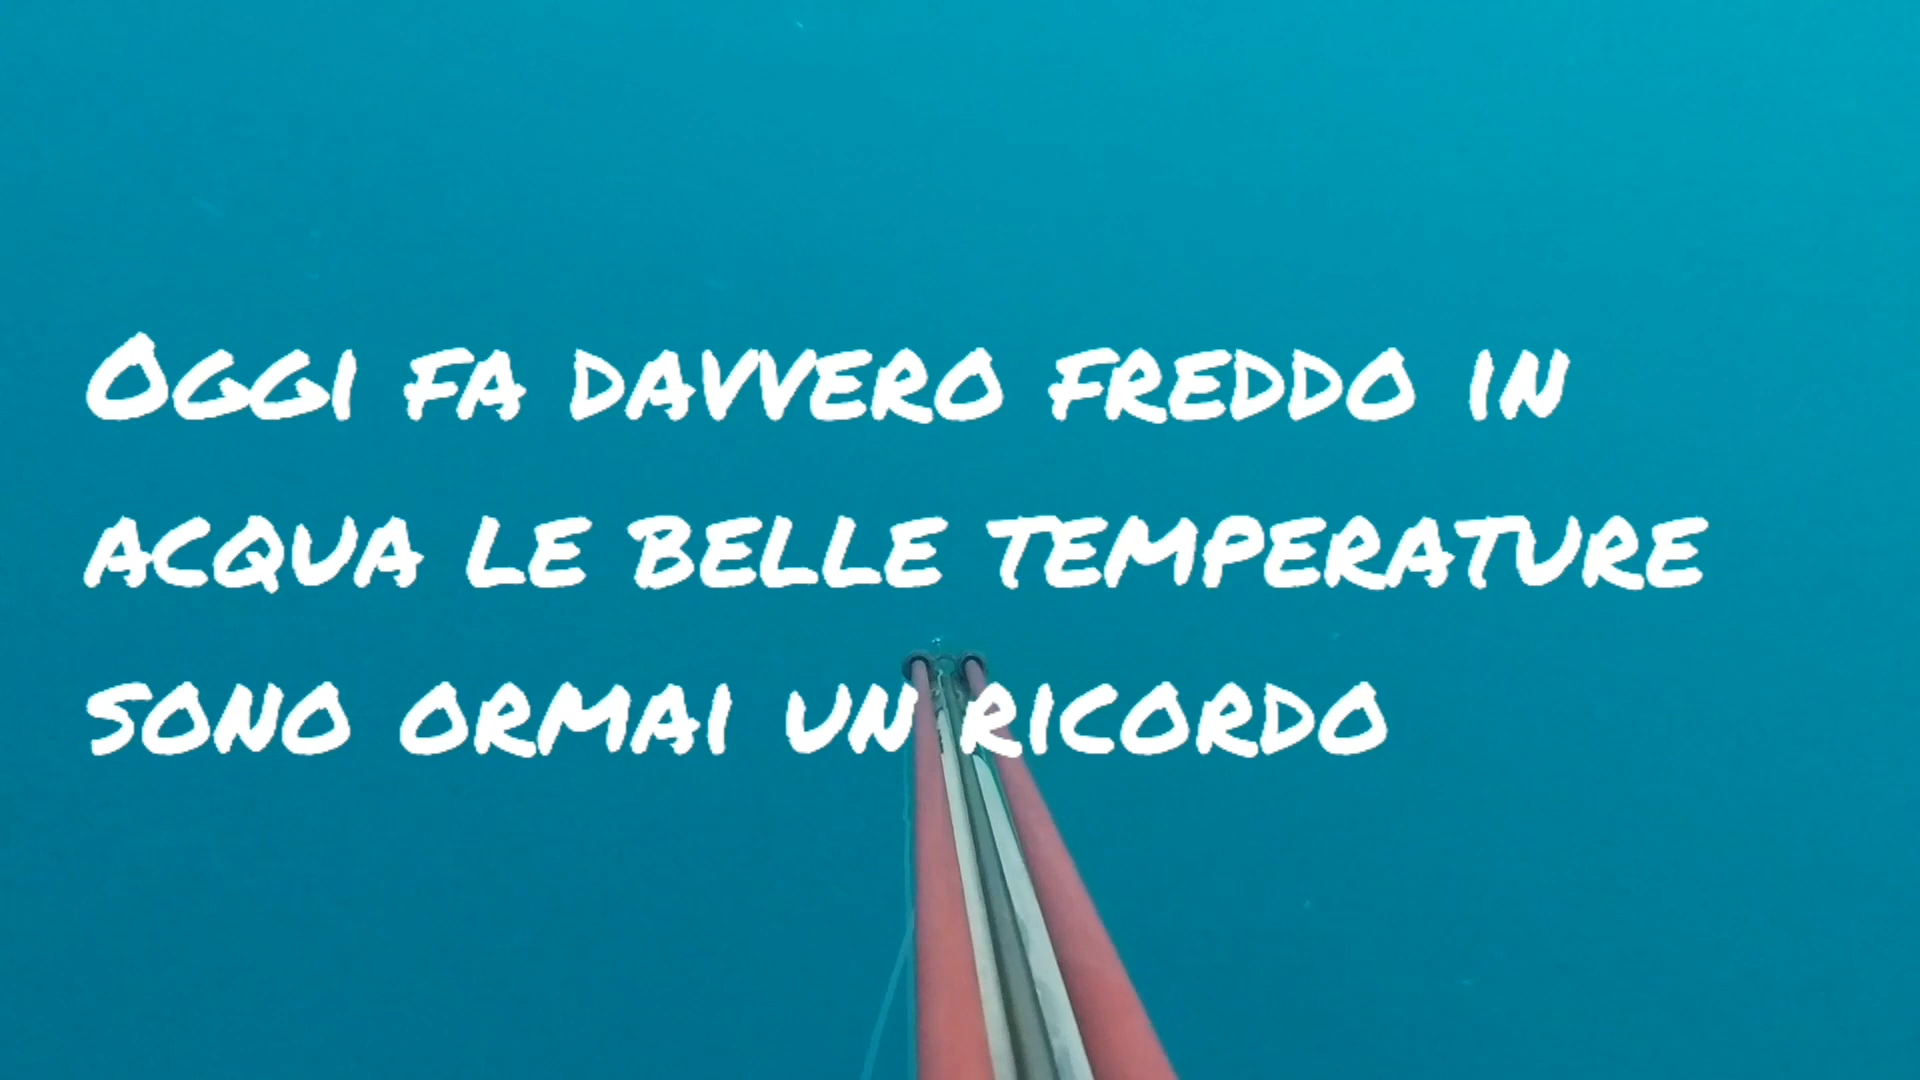 Oggi fa davvero freddo in
acqua le belle temperature
sono ormai un ricordo